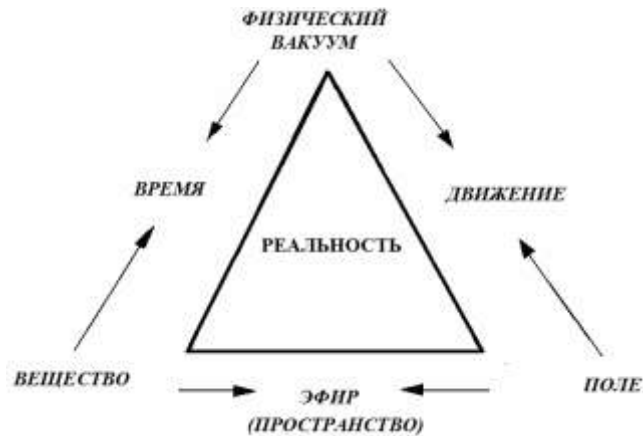 ФИЗИЧЕСКИЙ
ВАКУУМ
ВРЕМЯ
ДВИЖЕНИЕ
РЕАЛЬНОСТЬ
ВЕЩЕСТВО
ПОЛЕ
ЭФИР
(ПРОСТРАНСТВО)